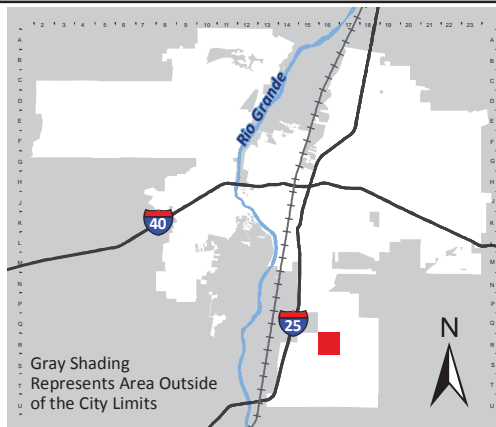 1 2 3 4 5 6 7 8 9 10 11 12 13 14 15 16 17 18 19 20 21 22 23
A
B
C
D
E
F
G
H
J
K
L
M
N
P
Q
R
S
T
U
A
B
C
D
E
F
G
H
J
K
L
M
N
P
Q
R
S
T
U
Rio Grande
40
25
N
Gray Shading
Represents Area Outside
of the City Limits